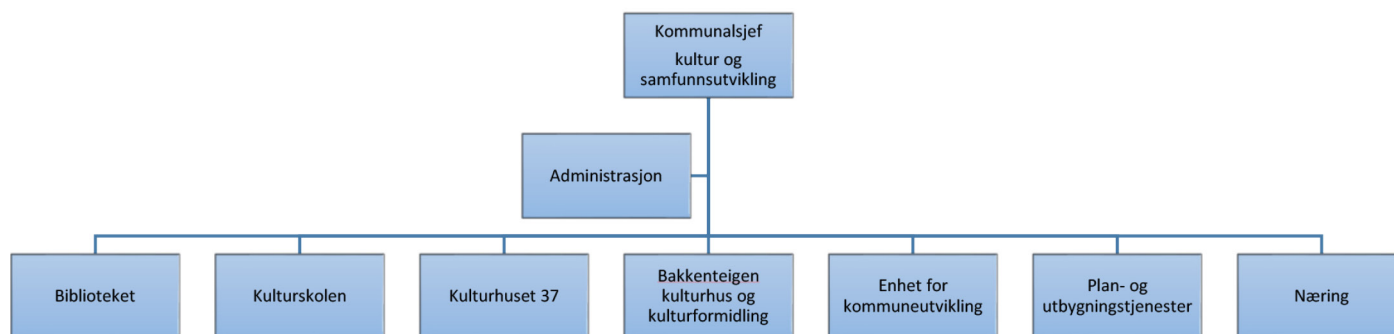 Kommunalsjef
kultur og
samfunnsutvikling
Administrasjon
Biblioteket
Kulturskolen
Kulturhuset 37
Bakkenteigen
kulturhus og
kulturformidling
Enhet for
kommuneutvikling
Plan- og
utbygningstjenester
Næring